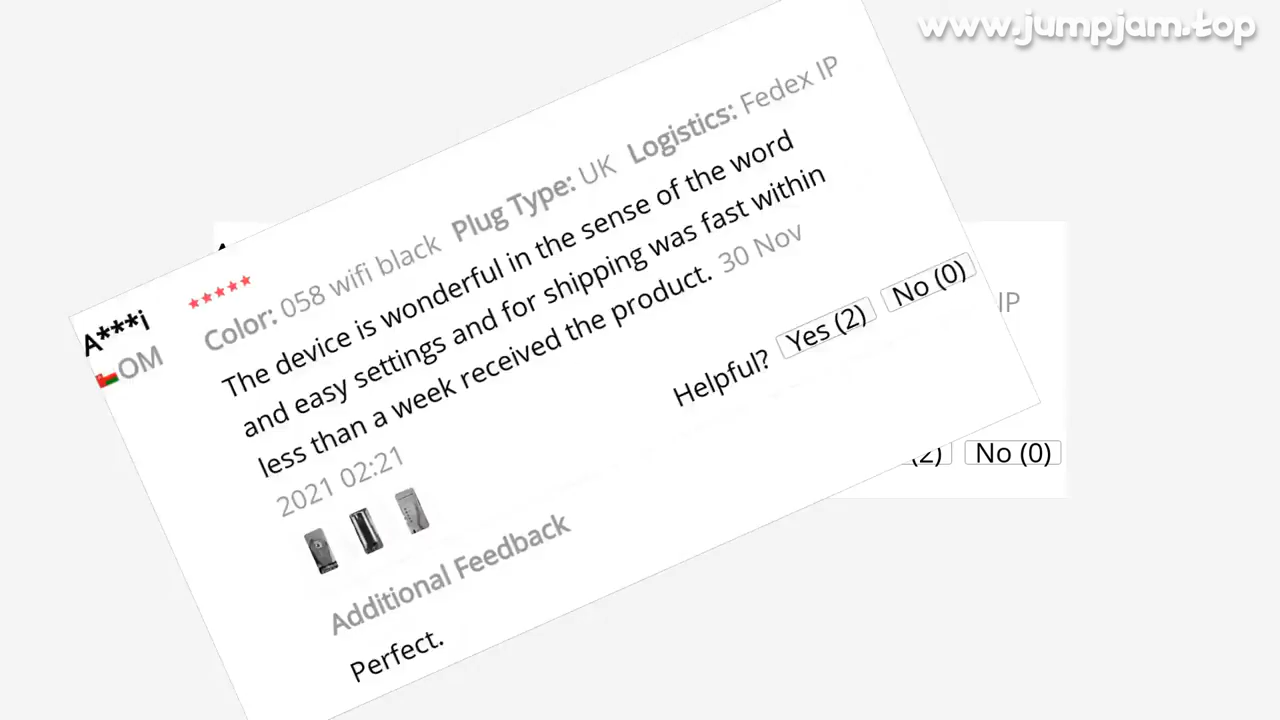 www.jumpjam.top
A***i
OM
Color: 058 wifi black Plug Type: UK Logistics: Fedex IP
The device is wonderful in the sense of the word
and easy settings and for shipping was fast within
less than a week received the product. 30 Nov
2021 02:21
Helpful? Yes (2) No (0)
Additional Feedback
Perfect.
IP
(2) No (0)